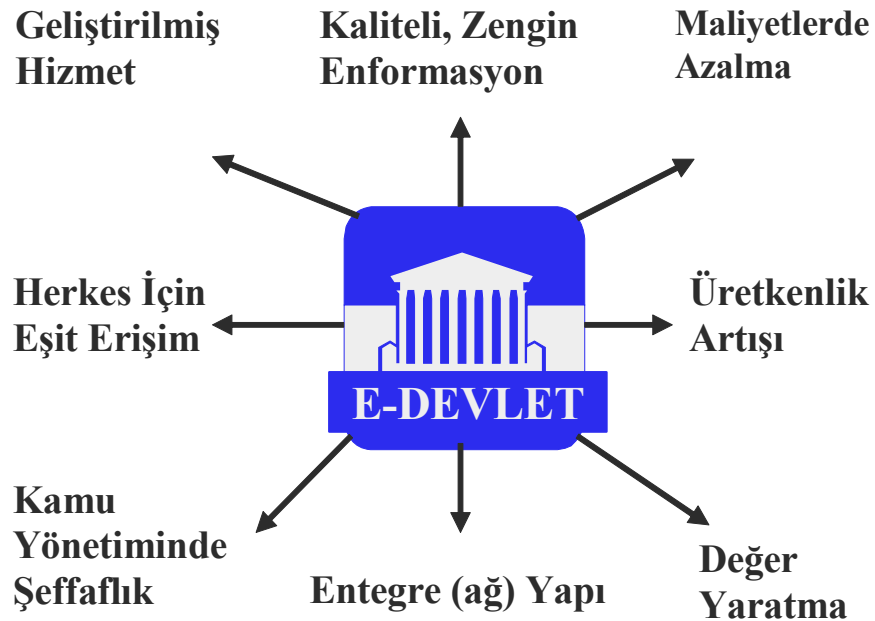 Geliştirilmiş
Hizmet
Kaliteli, Zengin
Enformasyon
Maliyetlerde
Azalma
Herkes İçin
Eşit Erişim
Üretkenlik
Artışı
E-DEVLET
Kamu
Yönetiminde
Şeffaflık
Entegre (ağ) Yapı
Değer
Yaratma